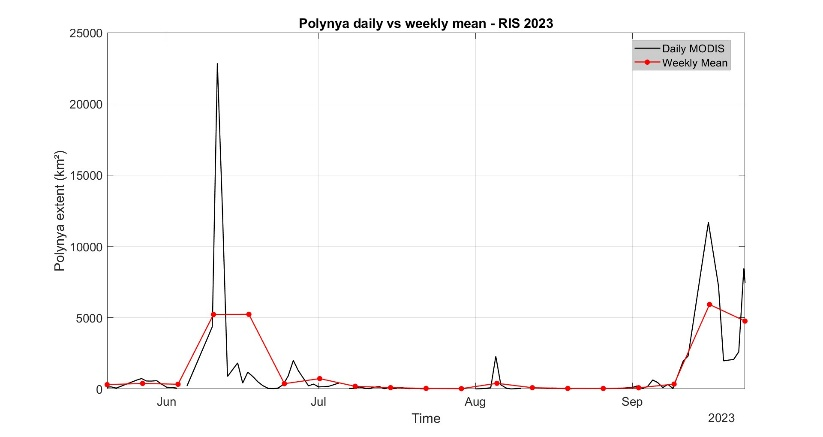 Polynya daily vs weekly mean - RIS 2023
25000
Daily MODIS
Weekly Mean
20000
15000
10000
5000
0
Polynya extent (km²)
Jun
Jul
Aug
Sep
Time
2023